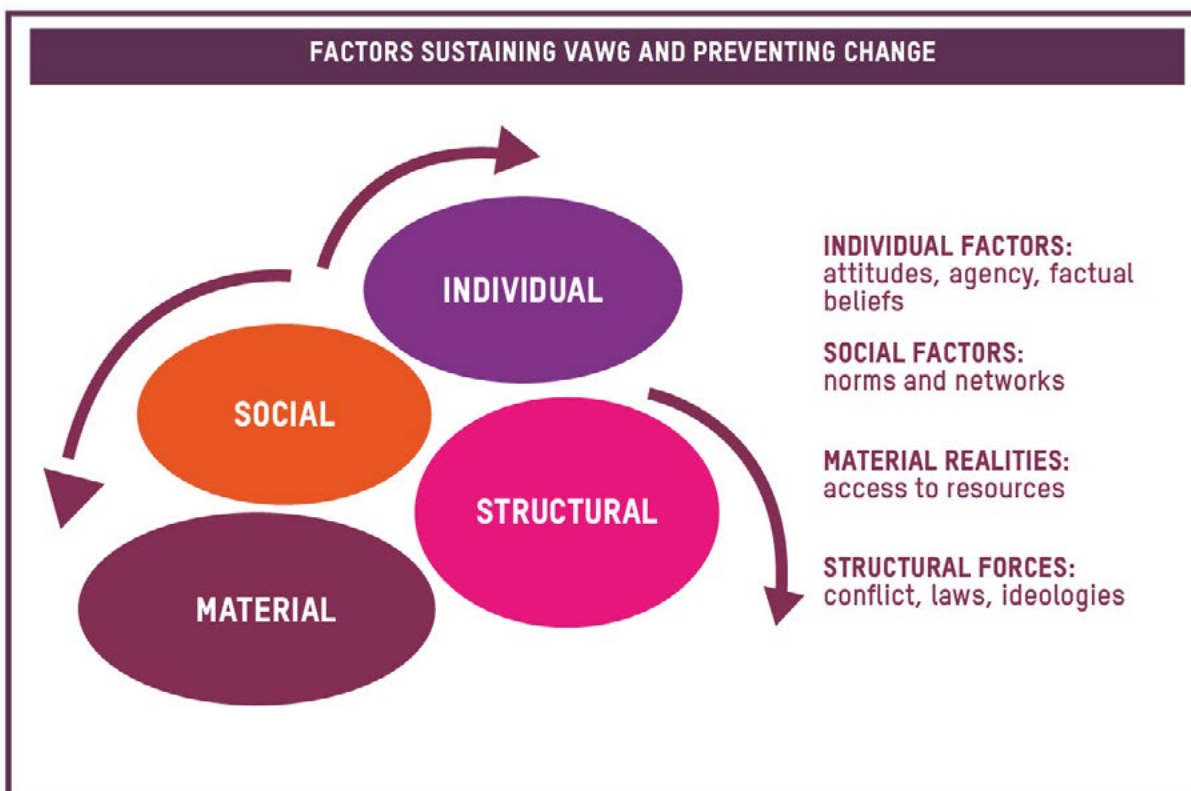 FACTORS SUSTAINING VAWG AND PREVENTING CHANGE
INDIVIDUAL
SOCIAL
STRUCTURAL
MATERIAL
INDIVIDUAL FACTORS:
attitudes, agency, factual
beliefs
SOCIAL FACTORS:
norms and networks
MATERIAL REALITIES:
access to resources
STRUCTURAL FORCES:
conflict, laws, ideologies